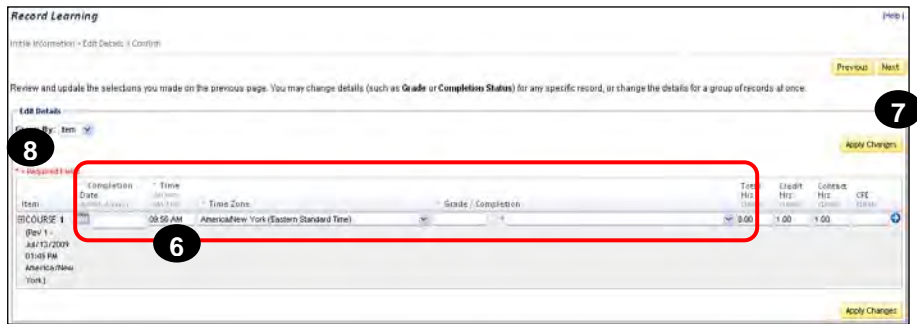 Record Learning
(Help)
Initial Information > Edit Details > Confirm
Previous Next
Review and update the selections you made on the previous page. You may change details (such as Grade or Completion Status) for any specific record, or change the details for a group of records at once.
Edit Details
7
By: Item
8
Apply Changes
* = Required Fields
Item
Completion Date
* Time
* Time Zone
* Grade / Completion
Total Hrs
Credit Hrs
Contact Hrs
CPE
COURSE 1 (Rev 1 - Jul/13/2009 01:45 PM America/New York)
09:56 AM
America/New York (Eastern Standard Time)
0.00
1.00
1.00
6
Apply Changes